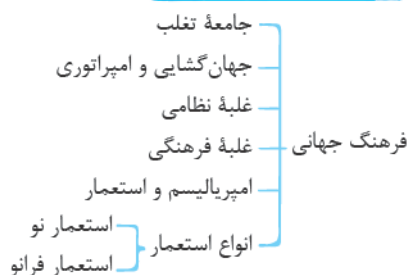 جامعهٔ تغلب
جهان‌گشایی و امپراتوری
غلبهٔ نظامی
غلبهٔ فرهنگی
فرهنگ جهانی
امپریالیسم و استعمار
انواع استعمار
استعمار نو
استعمار فرانو